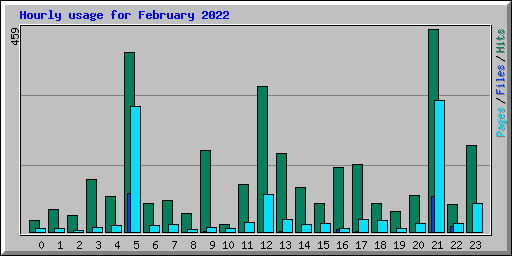 Hourly usage for February 2022
459
Pages / Files / Hits
0 1 2 3 4 5 6 7 8 9 10 11 12 13 14 15 16 17 18 19 20 21 22 23